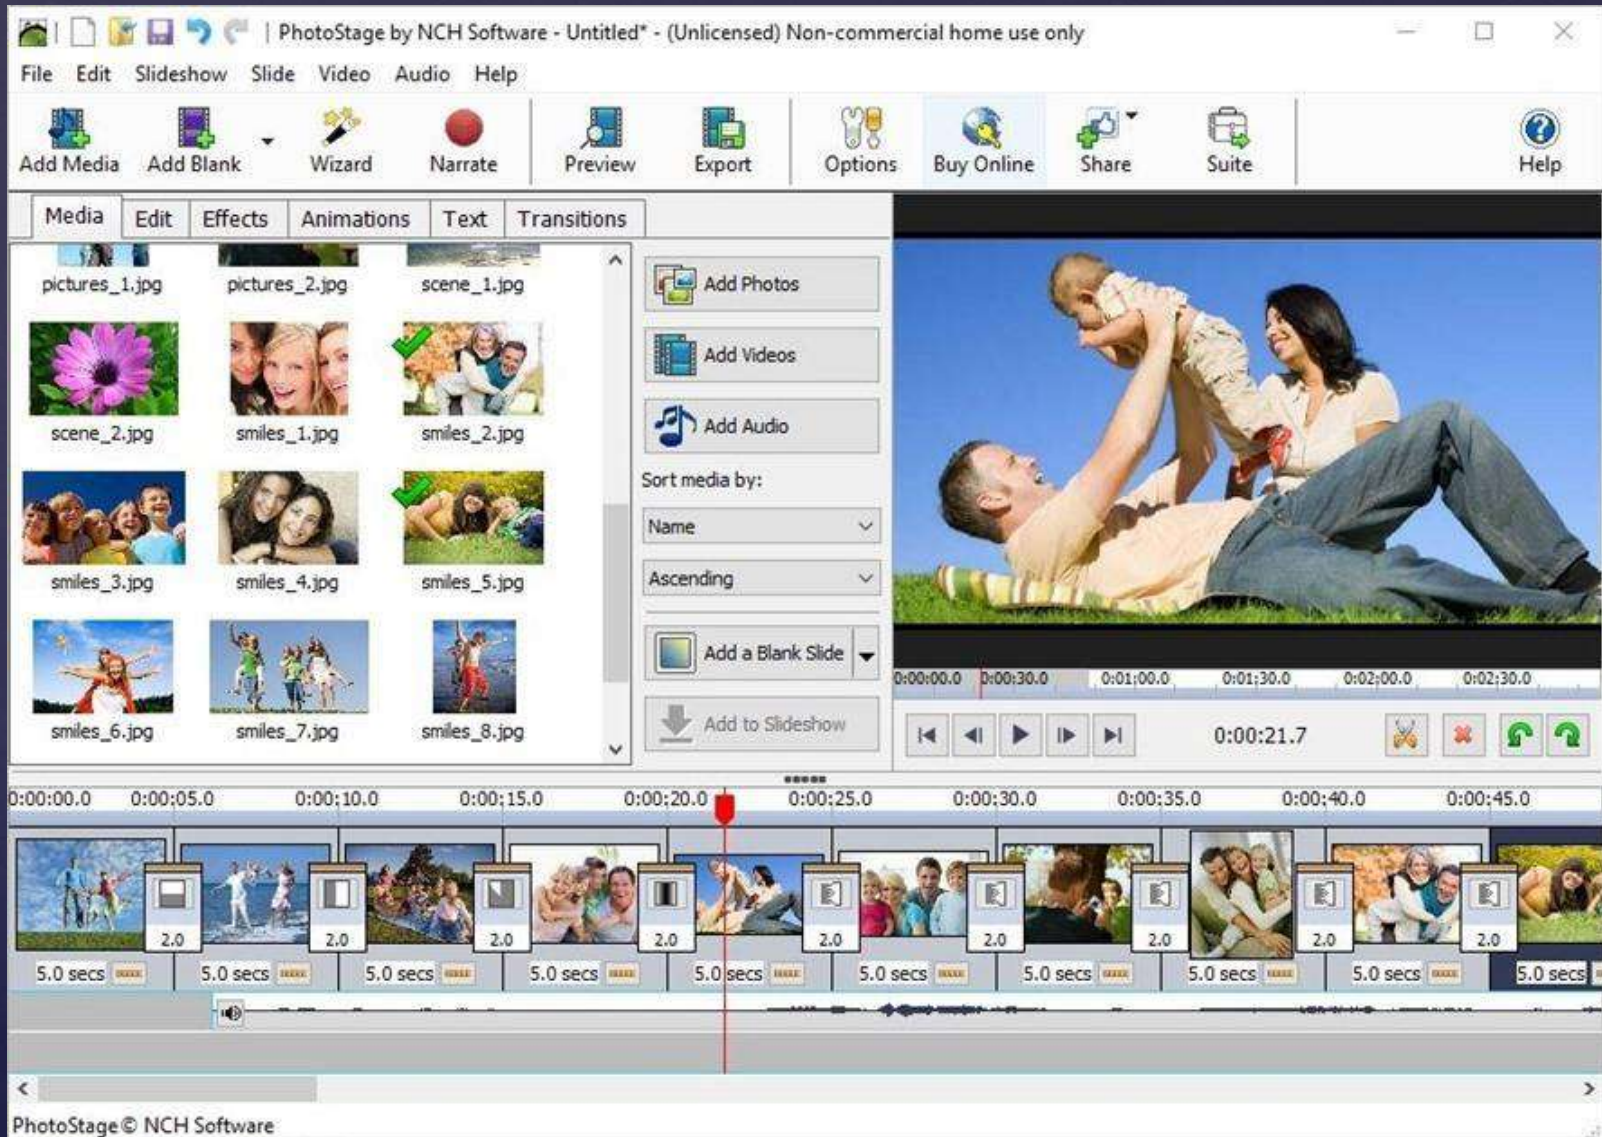 PhotoStage by NCH Software - Untitled* - (Unlicensed) Non-commercial home use only
File Edit Slideshow Slide Video Audio Help
Add Media Add Blank Wizard Narrate Preview Export Options Buy Online Share Suite Help
Media Edit Effects Animations Text Transitions
pictures_1.jpg pictures_2.jpg scene_1.jpg
scene_2.jpg smiles_1.jpg smiles_2.jpg
smiles_3.jpg smiles_4.jpg smiles_5.jpg
smiles_6.jpg smiles_7.jpg smiles_8.jpg
Add Photos
Add Videos
Add Audio
Sort media by:
Name
Ascending
Add a Blank Slide
Add to Slideshow
0:00:00.0 0:00:30.0 0:01:00.0 0:01:30.0 0:02:00.0 0:02:30.0
0:00:21.7
0:00:00.0 0:00:05.0 0:00:10.0 0:00:15.0 0:00:20.0 0:00:25.0 0:00:30.0 0:00:35.0 0:00:40.0 0:00:45.0
2.0 2.0 2.0 2.0 2.0 2.0 2.0 2.0 2.0
5.0 secs 5.0 secs 5.0 secs 5.0 secs 5.0 secs 5.0 secs 5.0 secs 5.0 secs 5.0 secs 5.0 secs
PhotoStage© NCH Software